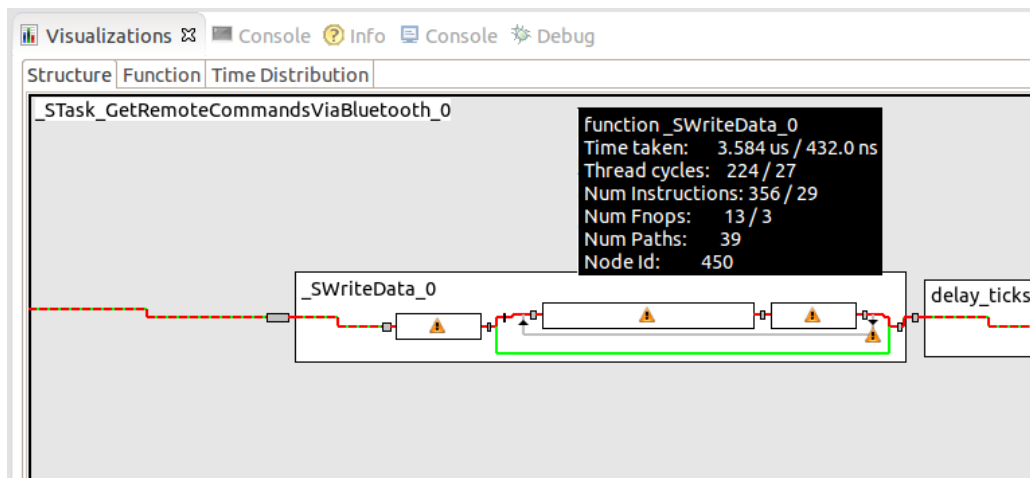 Visualizations Console Info Console Debug
Structure Function Time Distribution
_STask_GetRemoteCommandsViaBluetooth_0
function _SWriteData_0
Time taken: 3.584 us / 432.0 ns
Thread cycles: 224 / 27
Num Instructions: 356 / 29
Num Fnops: 13 / 3
Num Paths: 39
Node Id: 450
_SWriteData_0
delay_ticks